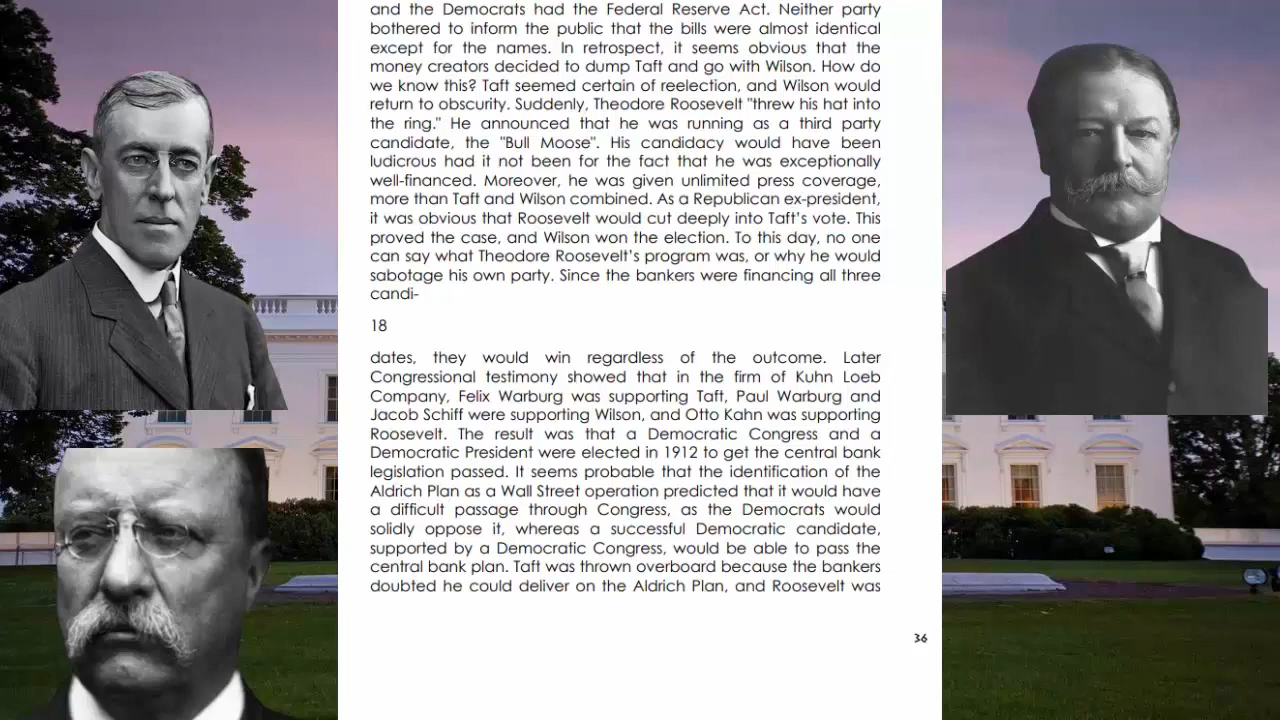 and the Democrats had the Federal Reserve Act. Neither party
bothered to inform the public that the bills were almost identical
except for the names. In retrospect, it seems obvious that the
money creators decided to dump Taft and go with Wilson. How do
we know this? Taft seemed certain of reelection, and Wilson would
return to obscurity. Suddenly, Theodore Roosevelt "threw his hat into
the ring." He announced that he was running as a third party
candidate, the "Bull Moose". His candidacy would have been
ludicrous had it not been for the fact that he was exceptionally
well-financed. Moreover, he was given unlimited press coverage,
more than Taft and Wilson combined. As a Republican ex-president,
it was obvious that Roosevelt would cut deeply into Taft's vote. This
proved the case, and Wilson won the election. To this day, no one
can say what Theodore Roosevelt's program was, or why he would
sabotage his own party. Since the bankers were financing all three
candi-
18
dates, they would win regardless of the outcome. Later
Congressional testimony showed that in the firm of Kuhn Loeb
Company, Felix Warburg was supporting Taft, Paul Warburg and
Jacob Schiff were supporting Wilson, and Otto Kahn was supporting
Roosevelt. The result was that a Democratic Congress and a
Democratic President were elected in 1912 to get the central bank
legislation passed. It seems probable that the identification of the
Aldrich Plan as a Wall Street operation predicted that it would have
a difficult passage through Congress, as the Democrats would
solidly oppose it, whereas a successful Democratic candidate,
supported by a Democratic Congress, would be able to pass the
central bank plan. Taft was thrown overboard because the bankers
doubted he could deliver on the Aldrich Plan, and Roosevelt was
36